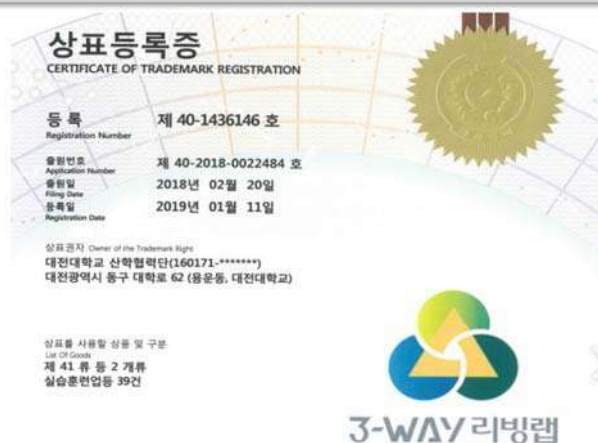 상표등록증
CERTIFICATE OF TRADEMARK REGISTRATION
등 록 제 40-1436146 호
Registration Number
출원번호 제 40-2018-0022484 호
Application Number
출원일 2018년 02월 20일
Filing Date
등록일 2019년 01월 11일
Registration Date
상표권자 Owner of the Trademark Right
대전대학교 산학협력단(160171-*******)
대전광역시 동구 대학로 62 (용운동, 대전대학교)
상표를 사용할 상품 및 구분
List Of Goods
제 41 류 등 2 개류
실습훈련업등 39건
3-WAY 리빙랩